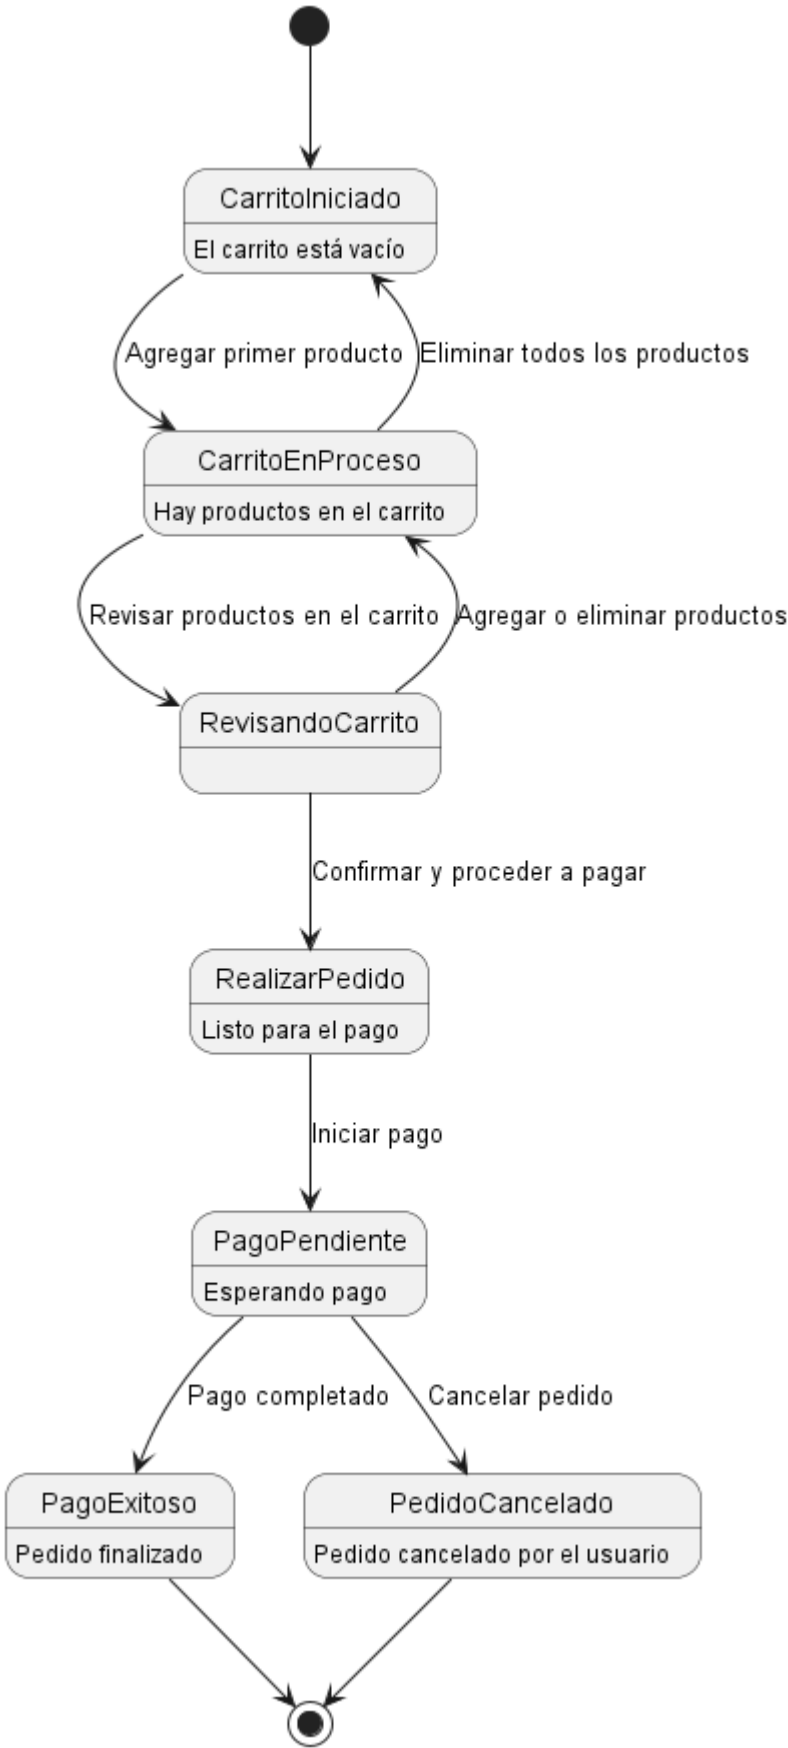 CarritoIniciado
El carrito está vacío
Agregar primer producto
Eliminar todos los productos
CarritoEnProceso
Hay productos en el carrito
Revisar productos en el carrito
Agregar o eliminar productos
RevisandoCarrito
Confirmar y proceder a pagar
RealizarPedido
Listo para el pago
Iniciar pago
PagoPendiente
Esperando pago
Pago completado
Cancelar pedido
PagoExitoso
Pedido finalizado
PedidoCancelado
Pedido cancelado por el usuario